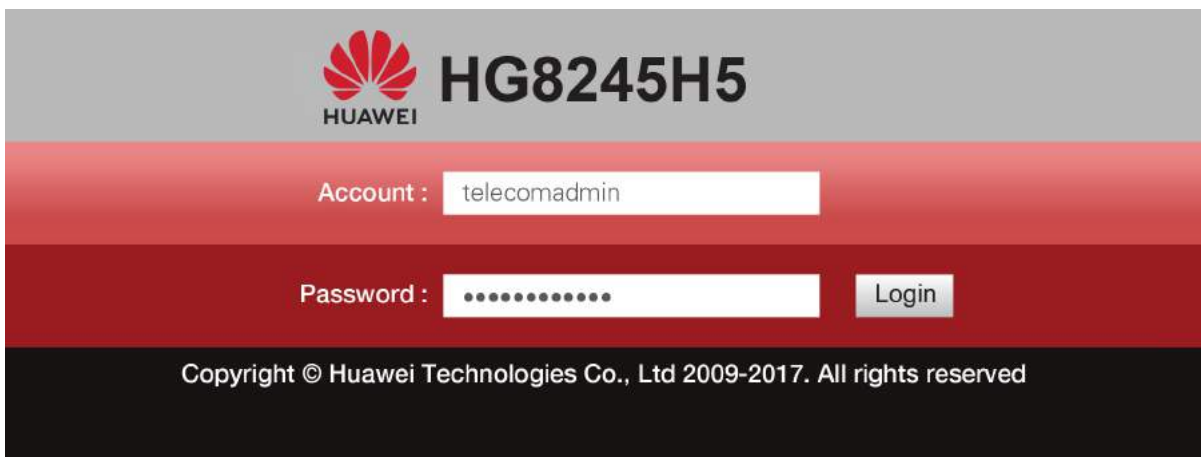 HUAWEI HG8245H5
Account : telecomadmin
Password : ●●●●●●●●●●●● Login
Copyright © Huawei Technologies Co., Ltd 2009-2017. All rights reserved